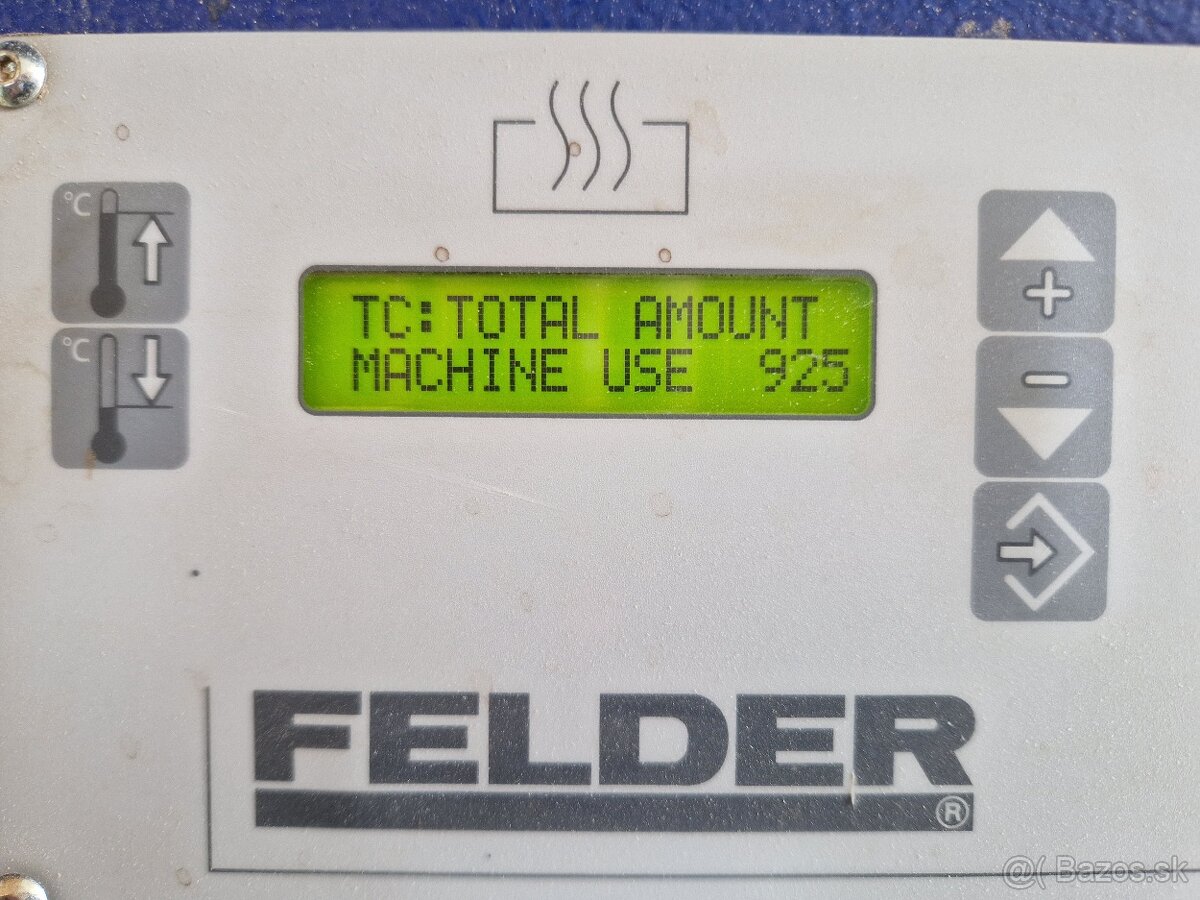 °C
TC:TOTAL AMOUNT
MACHINE USE 925
+
°C
-
FELDER
®
@( Bazos.sk